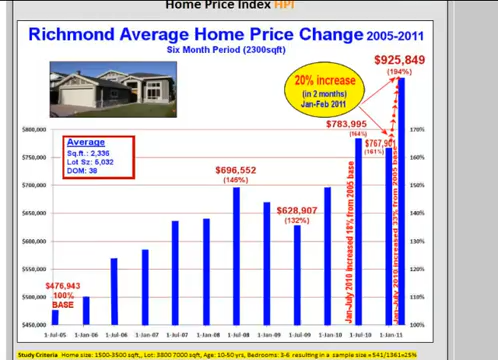 Home Price Index HPI
Richmond Average Home Price Change 2005-2011
Six Month Period (2300sqft)
$925,849
(194%)
20% increase
(in 2 months)
Jan-Feb 2011
$783,995
(164%)
$767,901
(161%)
$800,000
170%
Average
Sq.ft.: 2,336
Lot Sz: 5,032
DOM: 38
$750,000
160%
$696,552
(146%)
$700,000
150%
$628,907
(132%)
$650,000
140%
$600,000
130%
$550,000
120%
$476,943
100%
BASE
$500,000
110%
Jan-July 2010 increased 18% from 2005 base
Jan-July 2010 increased 33% from 2005 base
$450,000
100%
1-Jul-05 1-Jan-06 1-Jul-06 1-Jan-07 1-Jul-07 1-Jan-08 1-Jul-08 1-Jan-09 1-Jul-09 1-Jan-10 1-Jul-10 1-Jan-11
Study Criteria Home size: 1500-3500 sqft., Lot: 3800 7000 sqft, Age: 10-50 yrs, Bedrooms: 3-6 resulting in a sample size = 541/1361=25%